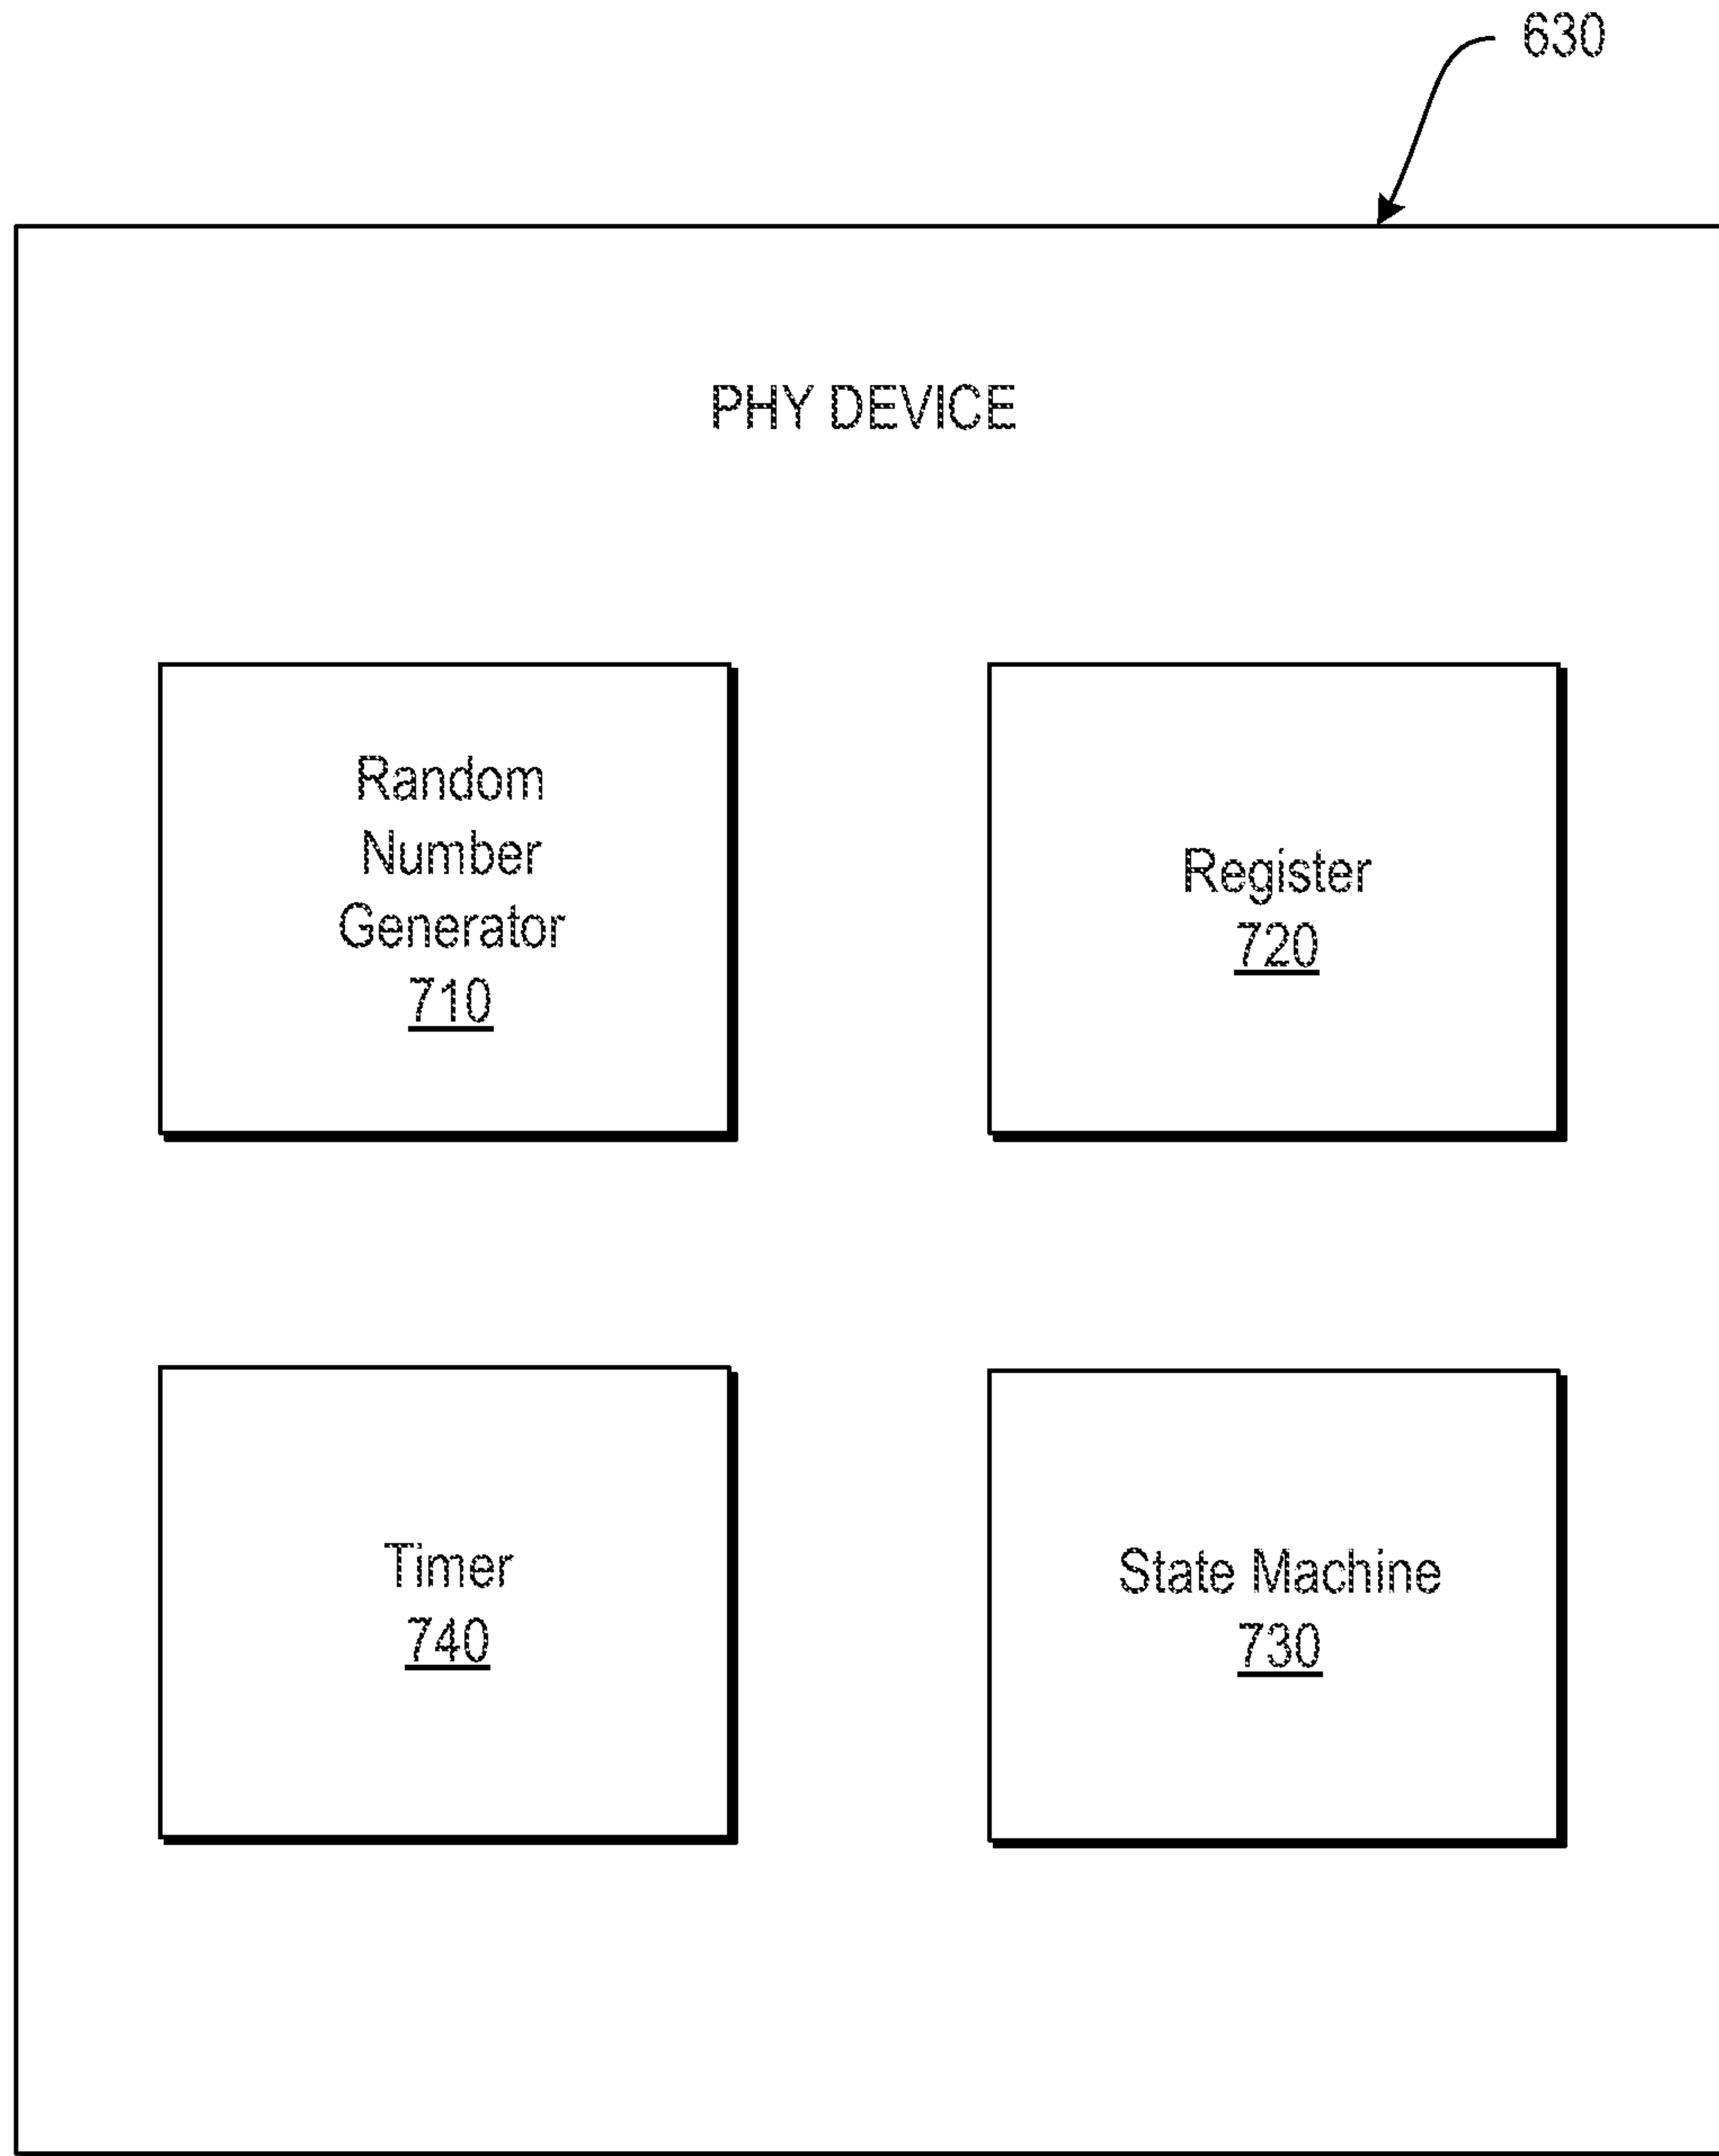 630
PHY DEVICE
Random
Number
Generator
710
Register
720
Timer
740
State Machine
730